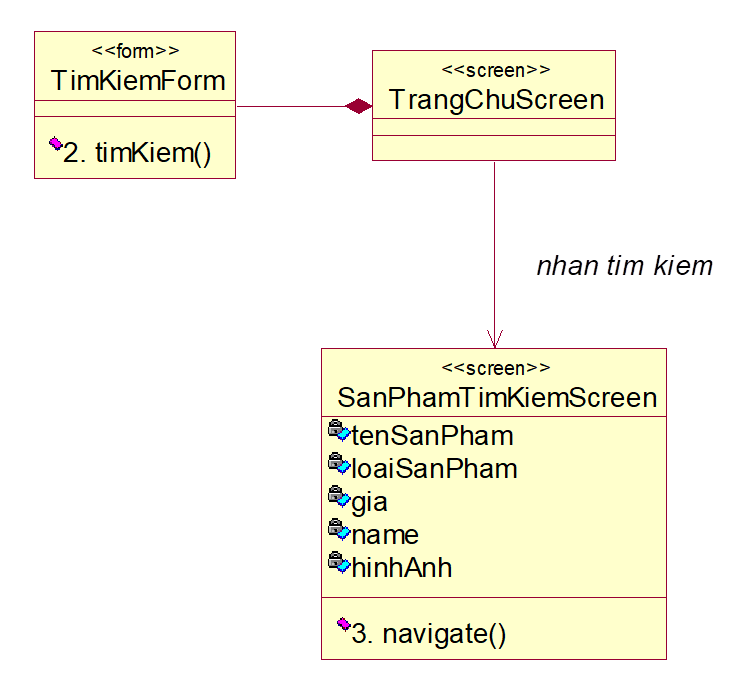 <<form>>
TimKiemForm
2. timKiem()
<<screen>>
TrangChuScreen
nhan tim kiem
<<screen>>
SanPhamTimKiemScreen
tenSanPham
loaiSanPham
gia
name
hinhAnh
3. navigate()